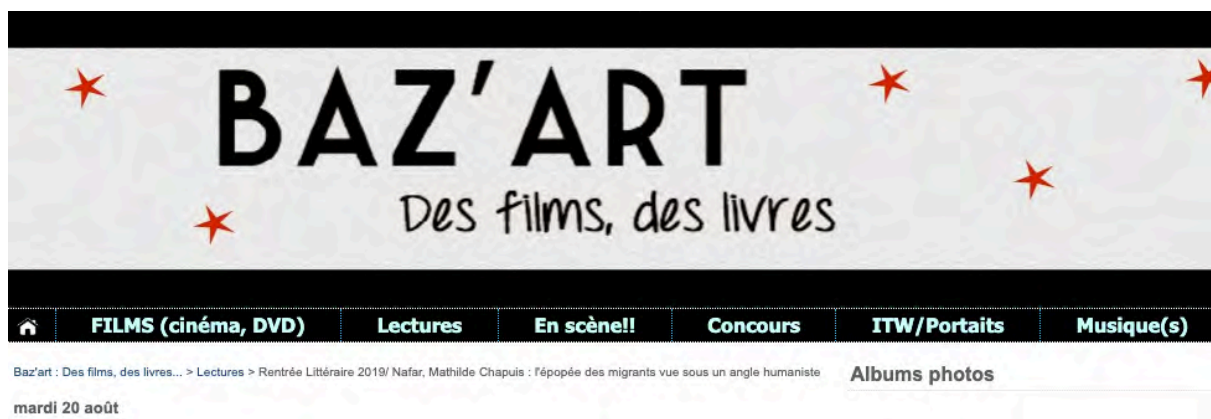 BAZ'ART
Des films, des livres
FILMS (cinéma, DVD) Lectures En scène!! Concours ITW/Portaits Musique(s)
Baz'art : Des films, des livres... > Lectures > Rentrée Littéraire 2019/ Nafar, Mathilde Chapuis : l'épopée des migrants vue sous un angle humaniste
Albums photos
mardi 20 août